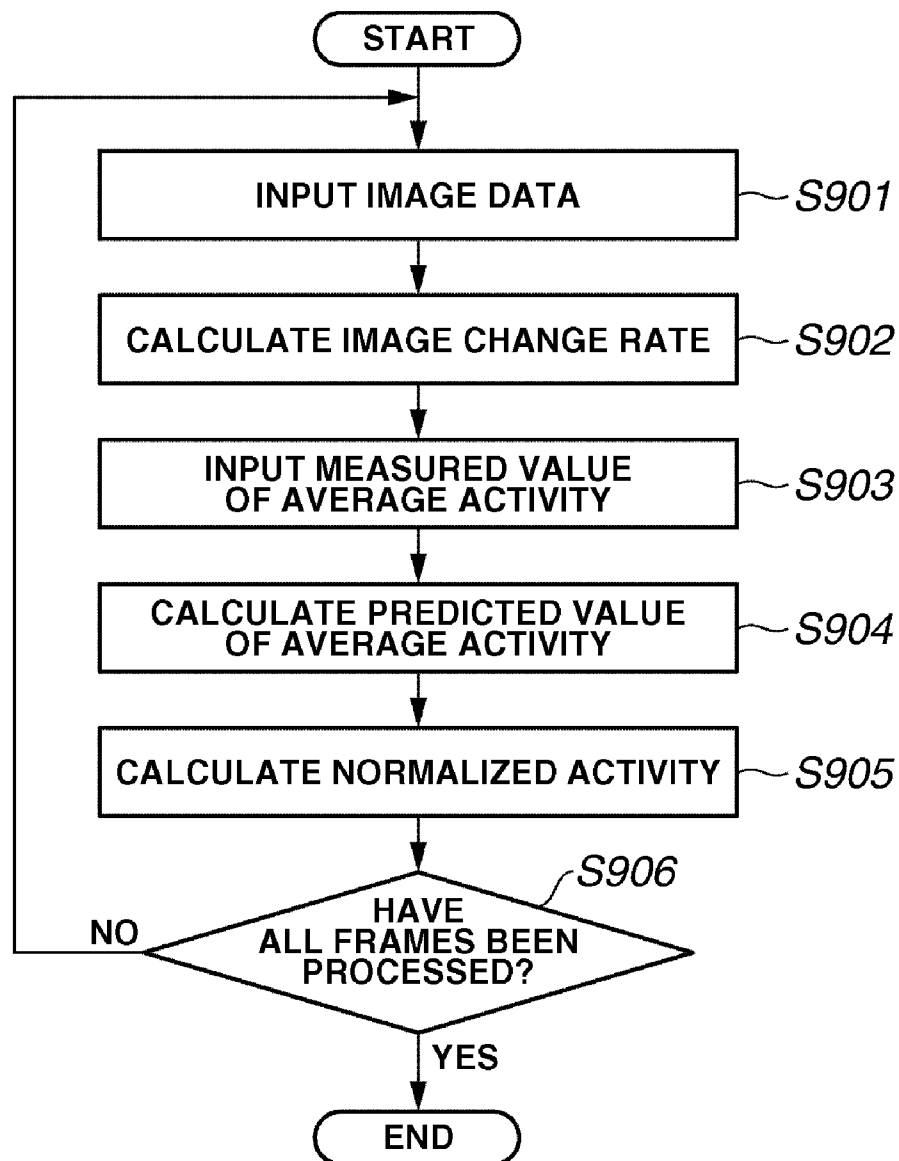 START
INPUT IMAGE DATA
S901
CALCULATE IMAGE CHANGE RATE
S902
INPUT MEASURED VALUE
OF AVERAGE ACTIVITY
S903
CALCULATE PREDICTED VALUE
OF AVERAGE ACTIVITY
S904
CALCULATE NORMALIZED ACTIVITY
S905
S906
HAVE
ALL FRAMES BEEN
PROCESSED?
NO
YES
END